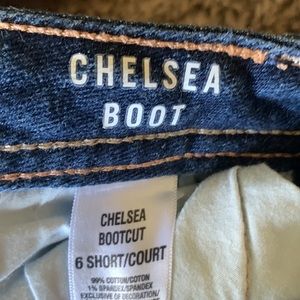 CHELSEA
BOOT
CHELSEA
BOOTCUT
6 SHORT/COURT
99% COTTON/COTON
1% SPANDEX/SPANDEX
EXCLUSIVE OF DECORATION/